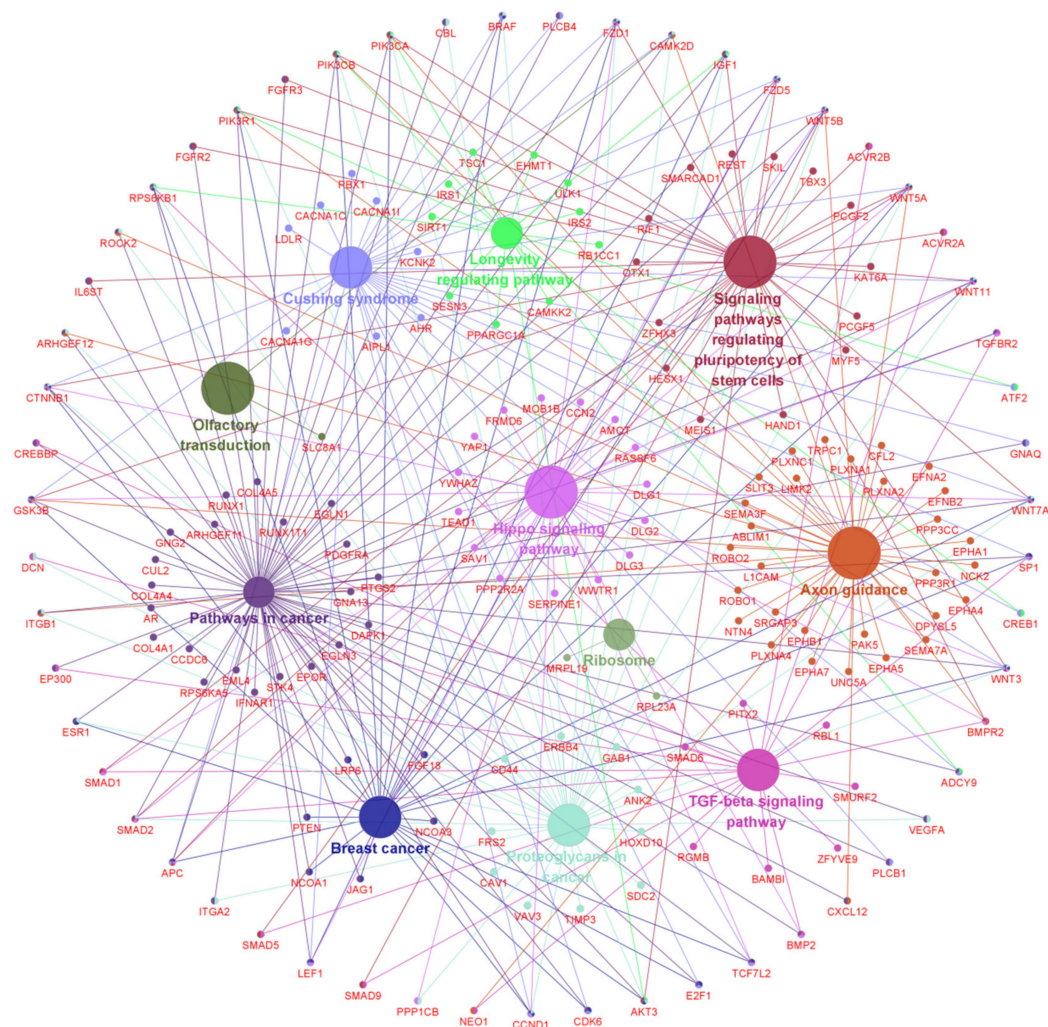 BRAF
PLCB4
CBL
FZD1
PIK3CA
CAMK2D
PIK3CB
IGF1
FGFR3
FZD5
PIK3R1
WNT5B
FGFR2
TSC1
EHMT1
REST
SKIL
ACVR2B
SMARCAD1
TBX3
RPS6KB1
PBX1
IRS1
ULK1
WNT5A
CACNA1C
CACNA1I
SIRT1
IRS2
RIF1
PCGF2
ROCK2
LDLR
KCNK2
RB1CC1
ACVR2A
Longevity
regulating pathway
OTX1
KAT6A
IL6ST
Cushing syndrome
SESN3
CAMKK2
Signaling
pathways
regulating
pluripotency of
stem cells
WNT11
PCGF5
AHR
PPARGC1A
ZFHX3
ARHGEF12
CACNA1G
AIPL1
MYF5
TGFBR2
HESX1
CTNNB1
ATF2
Olfactory
transduction
MOB1B
CCN2
FRMD6
AMOT
MEIS1
HAND1
SLC8A1
YAP1
RASSF6
TRPC1
CFL2
CREBBP
PLXNC1
PLXNA1
GNAQ
YWHAZ
SLIT3
LIMK2
PLXNA2
EFNA2
COL4A5
RUNX1
EGLN1
DLG1
EFNB2
GSK3B
SEMA3F
WNT7A
ARHGEF11
RUNX1T1
TEAD1
Hippo signaling
pathway
DLG2
ABLIM1
PPP3CC
GNG2
PDGFRA
SAV1
DLG3
ROBO2
EPHA1
DCN
CUL2
PTGS2
WWTR1
L1CAM
Axon guidance
PPP3R1
NCK2
SP1
COL4A4
GNA13
PPP2R2A
SERPINE1
ROBO1
EPHA4
AR
Pathways in cancer
SRGAP3
DPYSL5
CREB1
ITGB1
DAPK1
NTN4
EPHB1
PAK5
SEMA7A
COL4A1
CCDC6
EGLN3
Ribosome
PLXNA4
EPHA7
EPHA5
EP300
EML4
EPOR
STK4
MRPL19
UNC5A
WNT3
RPS6KA5
IFNAR1
RPL23A
PITX2
ESR1
ERBB4
RBL1
BMPR2
GAB1
SMAD6
SMAD1
LRP6
FGF18
CD44
ADCY9
ANK2
TGF-beta signaling
pathway
SMURF2
SMAD2
PTEN
NCOA3
FRS2
HOXD10
VEGFA
Breast cancer
Proteoglycans in
cancer
RGMB
ZFYVE9
APC
NCOA1
CAV1
BAMBI
PLCB1
JAG1
SDC2
ITGA2
VAV3
TIMP3
CXCL12
SMAD5
BMP2
LEF1
TCF7L2
SMAD9
E2F1
PPP1CB
NEO1
CCND1
CDK6
AKT3